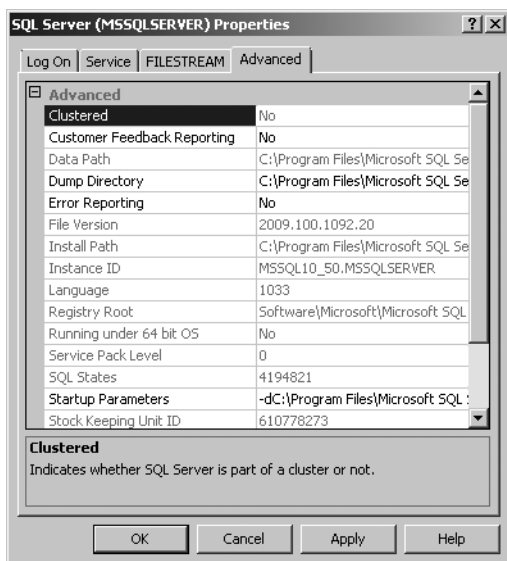 SQL Server (MSSQLSERVER) Properties
Log On Service FILESTREAM Advanced
Advanced
Clustered No
Customer Feedback Reporting No
Data Path C:\Program Files\Microsoft SQL Se
Dump Directory C:\Program Files\Microsoft SQL Se
Error Reporting No
File Version 2009.100.1092.20
Install Path C:\Program Files\Microsoft SQL Se
Instance ID MSSQL10_50.MSSQLSERVER
Language 1033
Registry Root Software\Microsoft\Microsoft SQL
Running under 64 bit OS No
Service Pack Level 0
SQL States 4194821
Startup Parameters -dC:\Program Files\Microsoft SQL
Stock Keeping Unit ID 610778273
Clustered
Indicates whether SQL Server is part of a cluster or not.
OK Cancel Apply Help